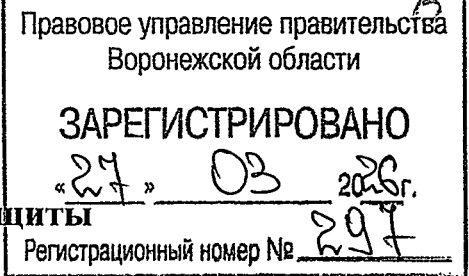 Правовое управление правительства
Воронежской области
ЗАРЕГИСТРИРОВАНО
«27» 03 2026г.
щиты
Регистрационный номер № 297